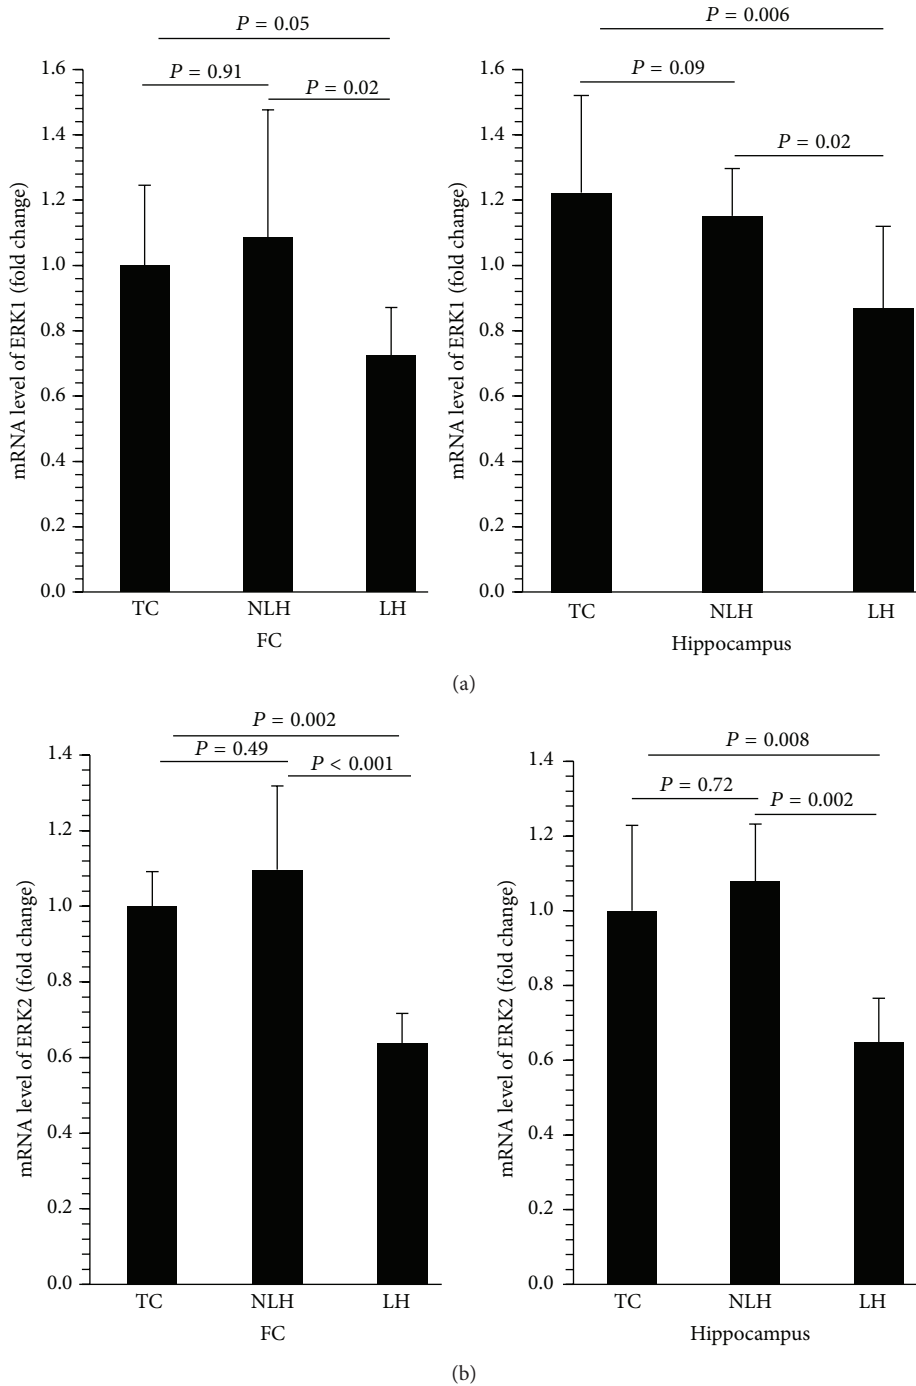 P = 0.05
P = 0.91
P = 0.02
1.6
1.4
1.2
1.0
0.8
0.6
0.4
0.2
0.0
mRNA level of ERK1 (fold change)
TC NLH LH
FC
P = 0.006
P = 0.09
P = 0.02
1.6
1.4
1.2
1.0
0.8
0.6
0.4
0.2
0.0
mRNA level of ERK1 (fold change)
TC NLH LH
Hippocampus
(a)
P = 0.002
P = 0.49
P < 0.001
1.4
1.2
1.0
0.8
0.6
0.4
0.2
0.0
mRNA level of ERK2 (fold change)
TC NLH LH
FC
P = 0.008
P = 0.72
P = 0.002
1.4
1.2
1.0
0.8
0.6
0.4
0.2
0.0
mRNA level of ERK2 (fold change)
TC NLH LH
Hippocampus
(b)